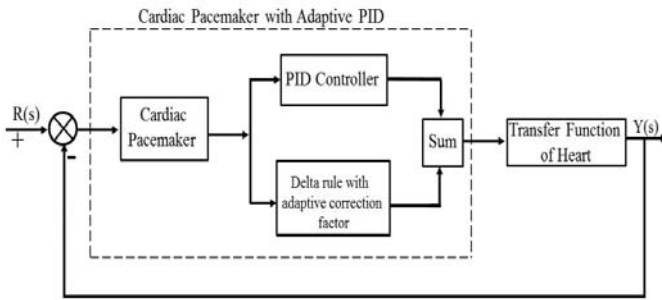 Cardiac Pacemaker with Adaptive PID
PID Controller
R(s)
+
-
Cardiac
Pacemaker
Sum
Transfer Function
of Heart
Y(s)
Delta rule with
adaptive correction
factor